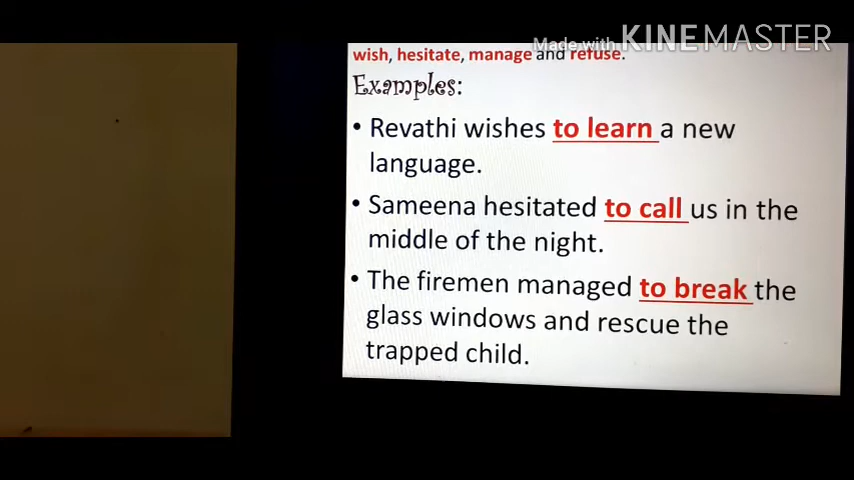 Made with KINEMASTER
wish, hesitate, manage and refuse.
Examples:
• Revathi wishes to learn a new
language.
• Sameena hesitated to call us in the
middle of the night.
• The firemen managed to break the
glass windows and rescue the
trapped child.